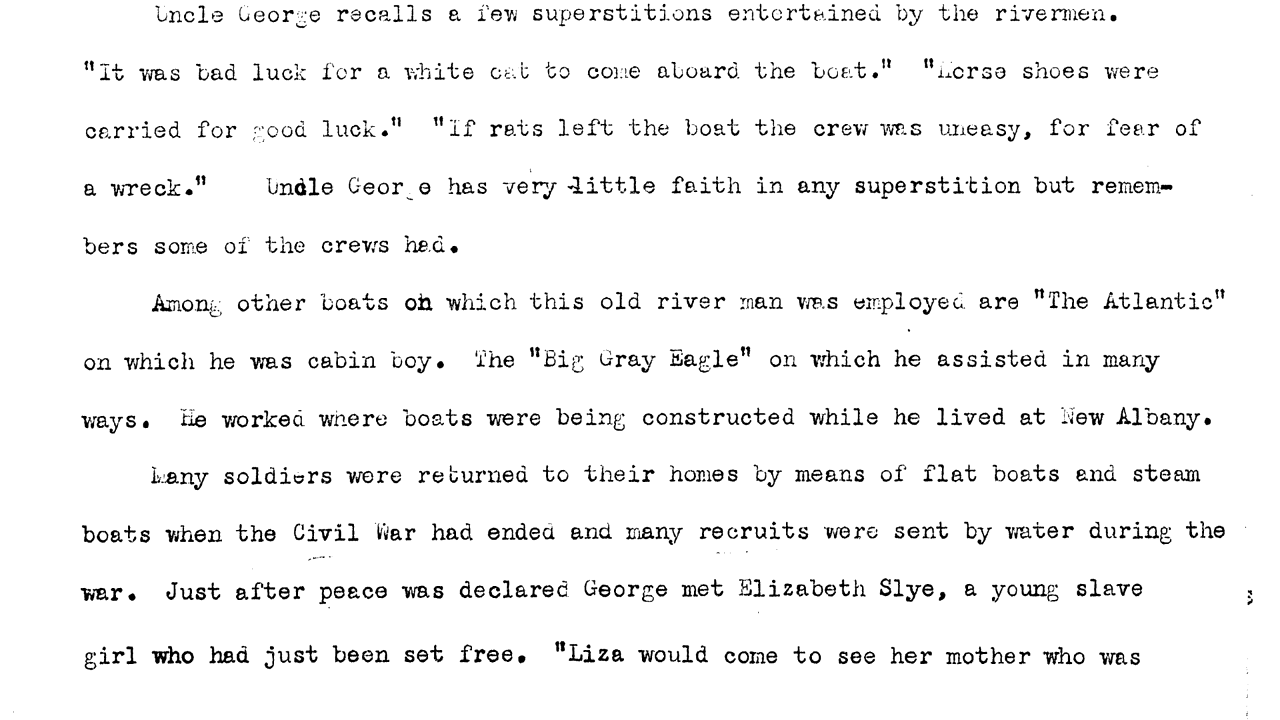 Uncle George recalls a few superstitions entertained by the rivermen.
"It was bad luck for a white cat to come aboard the boat." "Horse shoes were
carried for good luck." "If rats left the boat the crew was uneasy, for fear of
a wreck." Undle George has very little faith in any superstition but remem-
bers some of the crews had.
Among other boats on which this old river man was employed are "The Atlantic"
on which he was cabin boy. The "Big Gray Eagle" on which he assisted in many
ways. He worked where boats were being constructed while he lived at New Albany.
Many soldiers were returned to their homes by means of flat boats and steam
boats when the Civil War had ended and many recruits were sent by water during the
war. Just after peace was declared George met Elizabeth Slye, a young slave
girl who had just been set free. "Liza would come to see her mother who was